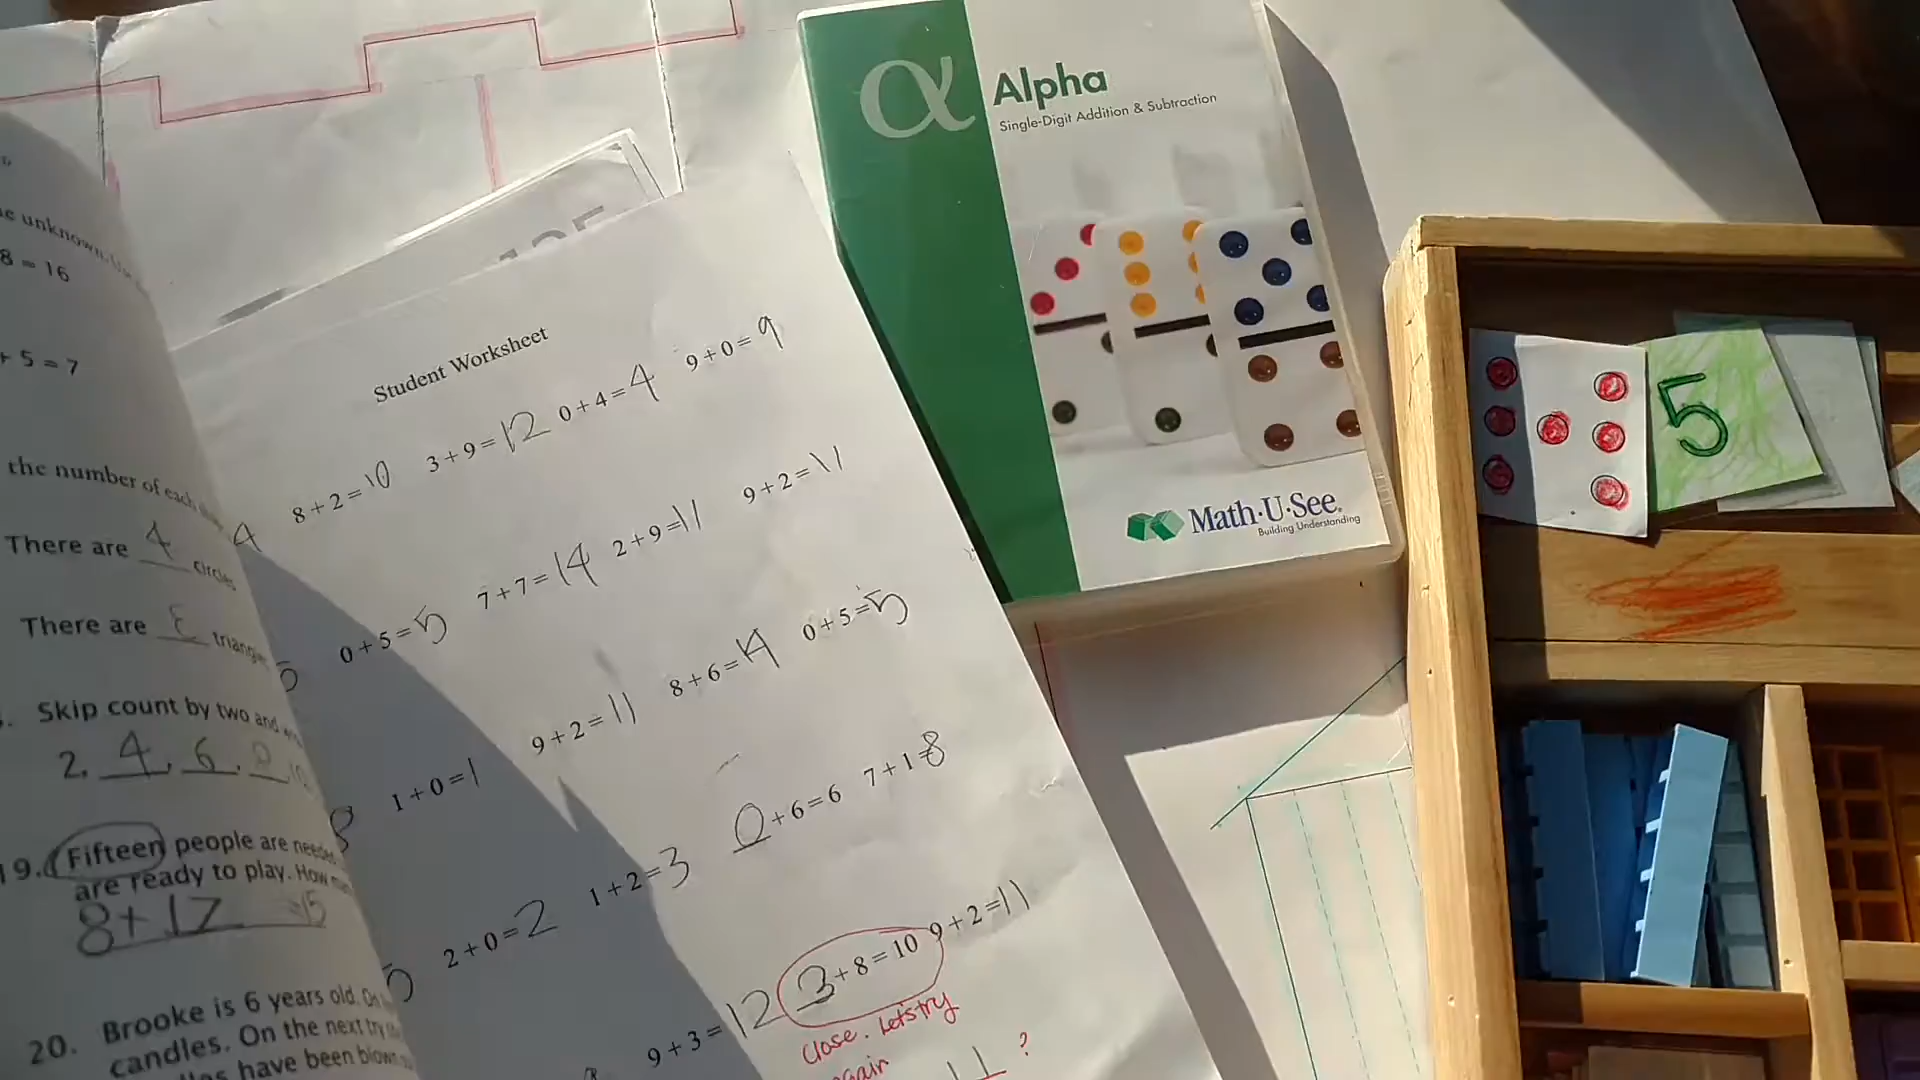 8 = 16
+ 5 = 7
the number of each
There are 4 circles
There are triangle
Skip count by two and
2, 4, 6,
19. Fifteen people are needed
are ready to play. How
8+ 17 =15
20. Brooke is 6 years old. On
candles. On the next try
have been blown
Student Worksheet
8 + 2 = 10 3 + 9 = 12 0 + 4 = 4 9 + 0 = 9
0 + 5 = 5 7 + 7 = 14 2 + 9 = 11 9 + 2 = 11
1 + 0 = 1 9 + 2 = 11 8 + 6 = 14 0 + 5 = 5
2 + 0 = 2 1 + 2 = 3 0 + 6 = 6 7 + 1 = 8
9 + 3 = 12 3 + 8 = 10 9 + 2 = 11
Close. Let's try
again
11 ?
α Alpha
Single-Digit Addition & Subtraction
Math·U·See
Building Understanding
5